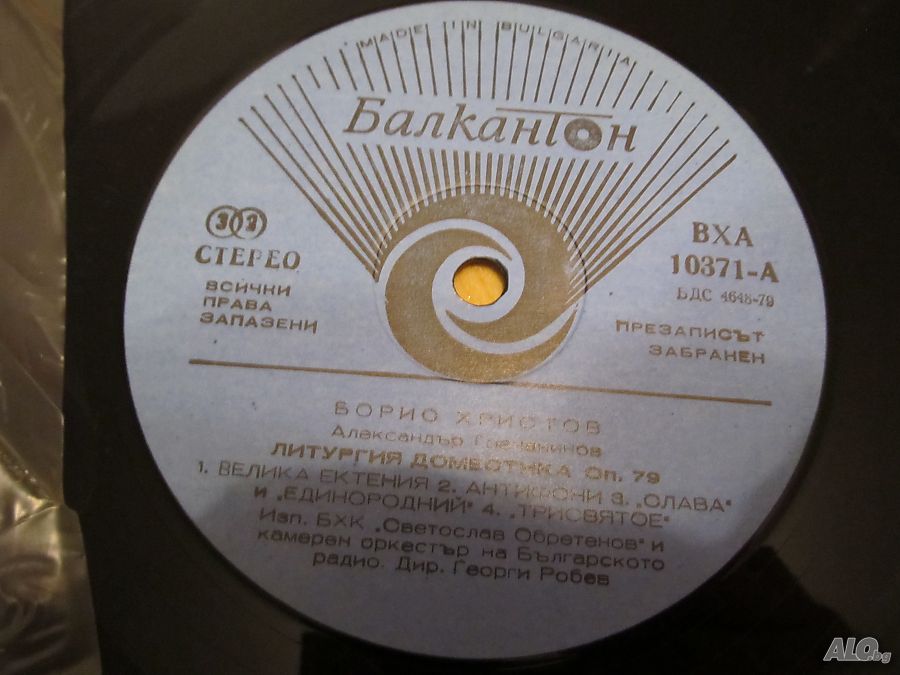 MADE IN BULGARIA
Балкантон
33
СТЕРЕО
ВСИЧКИ
ПРАВА
ЗАПАЗЕНИ
ВХА
10371-А
БДС 4648-79
ПРЕЗАПИСЪТ
ЗАБРАНЕН
БОРИС ХРИСТОВ
Александър Гречанинов
ЛИТУРГИЯ ДОМЕСТИКА Оп. 79
1. ВЕЛИКА ЕКТЕНИЯ 2. АНТИФОНИ 3. „СЛАВА"
и „ЕДИНОРОДНИЙ" 4. „ТРИСВЯТОЕ"
Изп. БХК „Светослав Обретенов" и
камерен оркестър на Българското
радио. Дир. Георги Робев
ALO.bg